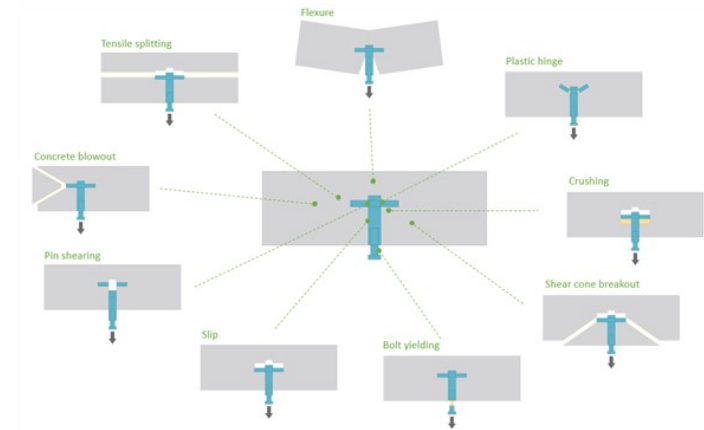 Flexure
Tensile splitting
Plastic hinge
Concrete blowout
Crushing
Pin shearing
Shear cone breakout
Slip
Bolt yielding